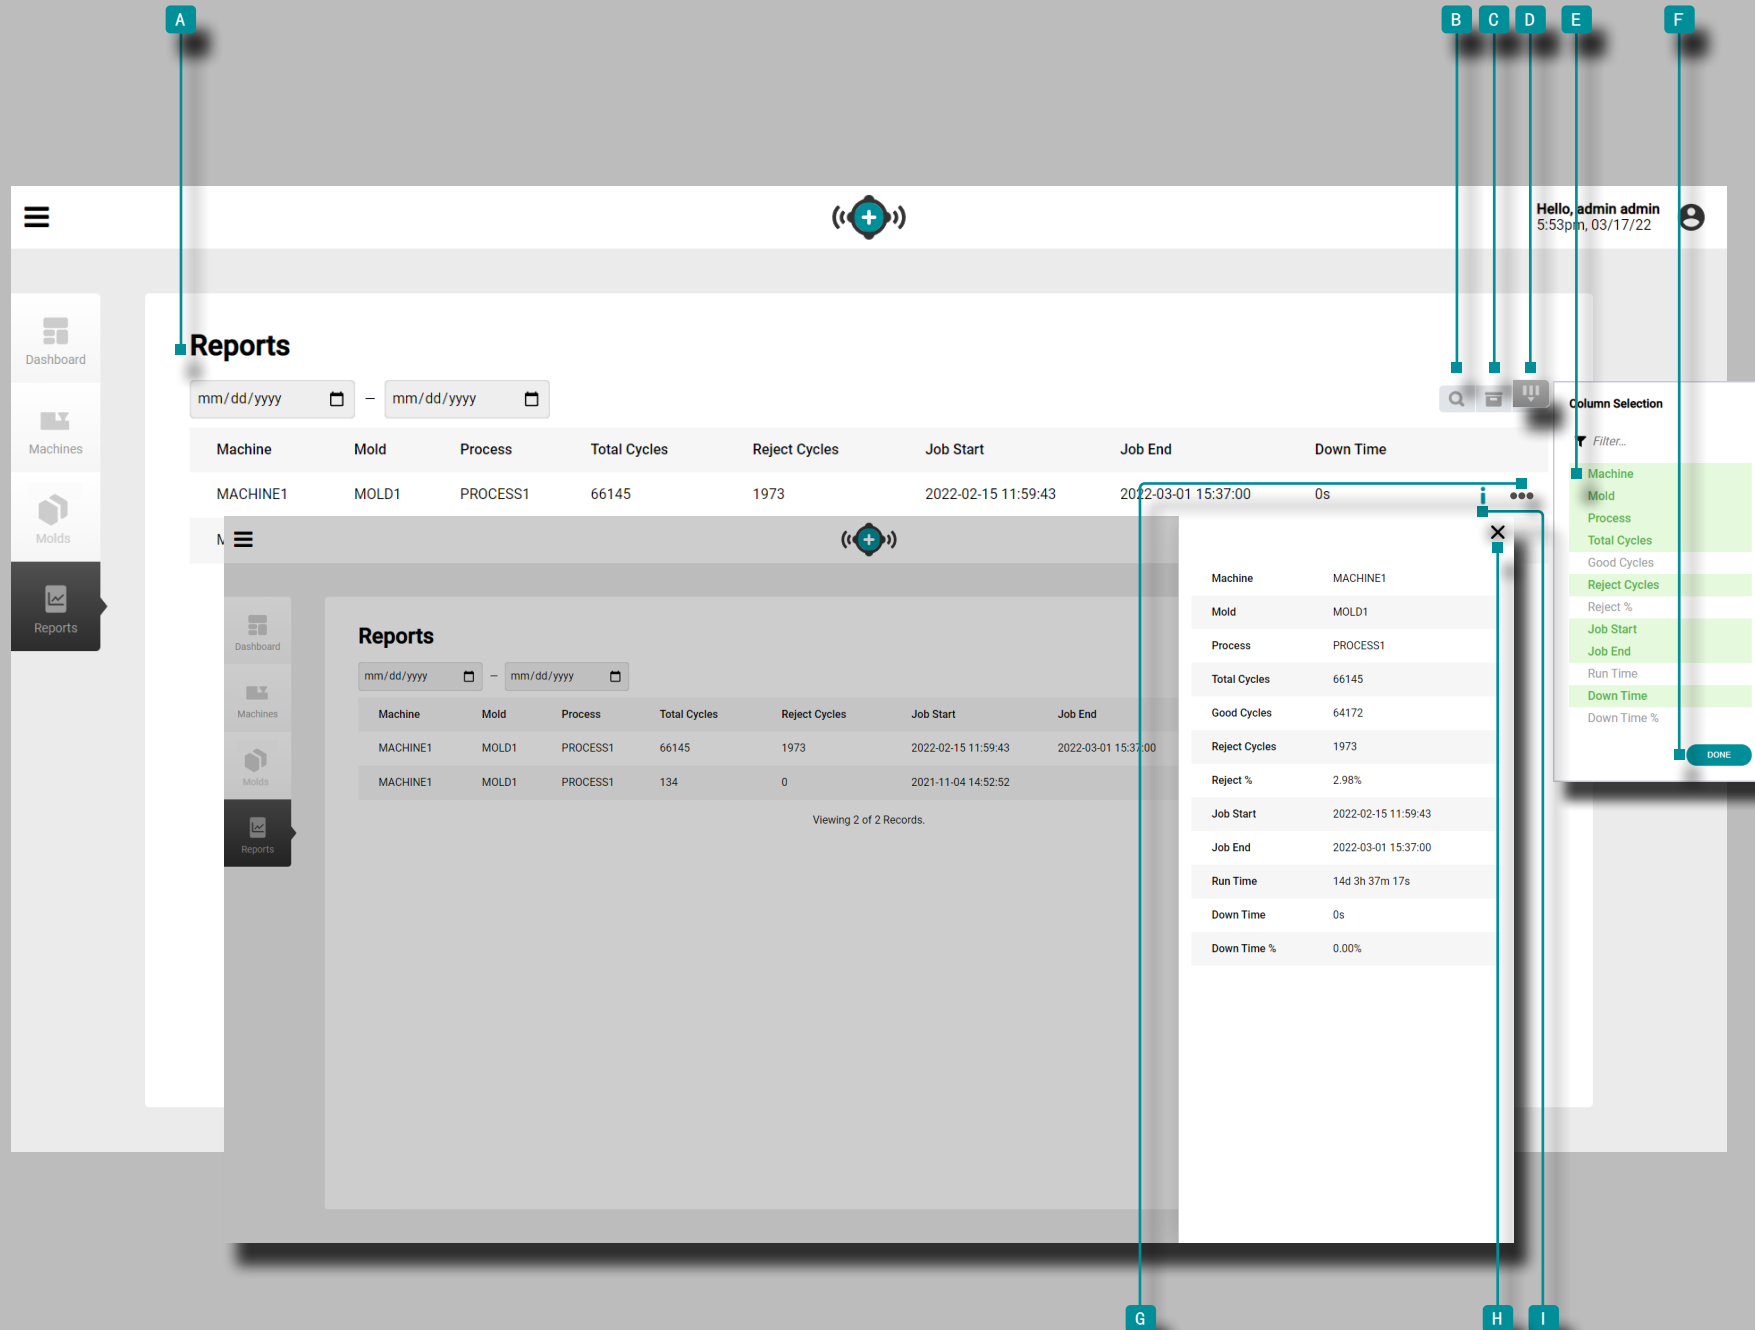 A
B C D E F
Hello, admin admin
5:53pm, 03/17/22
Dashboard
Machines
Molds
Reports
Reports
mm/dd/yyyy – mm/dd/yyyy
Machine Mold Process Total Cycles Reject Cycles Job Start Job End Down Time
MACHINE1 MOLD1 PROCESS1 66145 1973 2022-02-15 11:59:43 2022-03-01 15:37:00 0s
Column Selection
Filter...
Machine
Mold
Process
Total Cycles
Good Cycles
Reject Cycles
Reject %
Job Start
Job End
Run Time
Down Time
Down Time %
DONE
Dashboard
Machines
Molds
Reports
Reports
mm/dd/yyyy – mm/dd/yyyy
Machine Mold Process Total Cycles Reject Cycles Job Start Job End
MACHINE1 MOLD1 PROCESS1 66145 1973 2022-02-15 11:59:43 2022-03-01 15:37:00
MACHINE1 MOLD1 PROCESS1 134 0 2021-11-04 14:52:52
Viewing 2 of 2 Records.
Machine MACHINE1
Mold MOLD1
Process PROCESS1
Total Cycles 66145
Good Cycles 64172
Reject Cycles 1973
Reject % 2.98%
Job Start 2022-02-15 11:59:43
Job End 2022-03-01 15:37:00
Run Time 14d 3h 37m 17s
Down Time 0s
Down Time % 0.00%
G H I